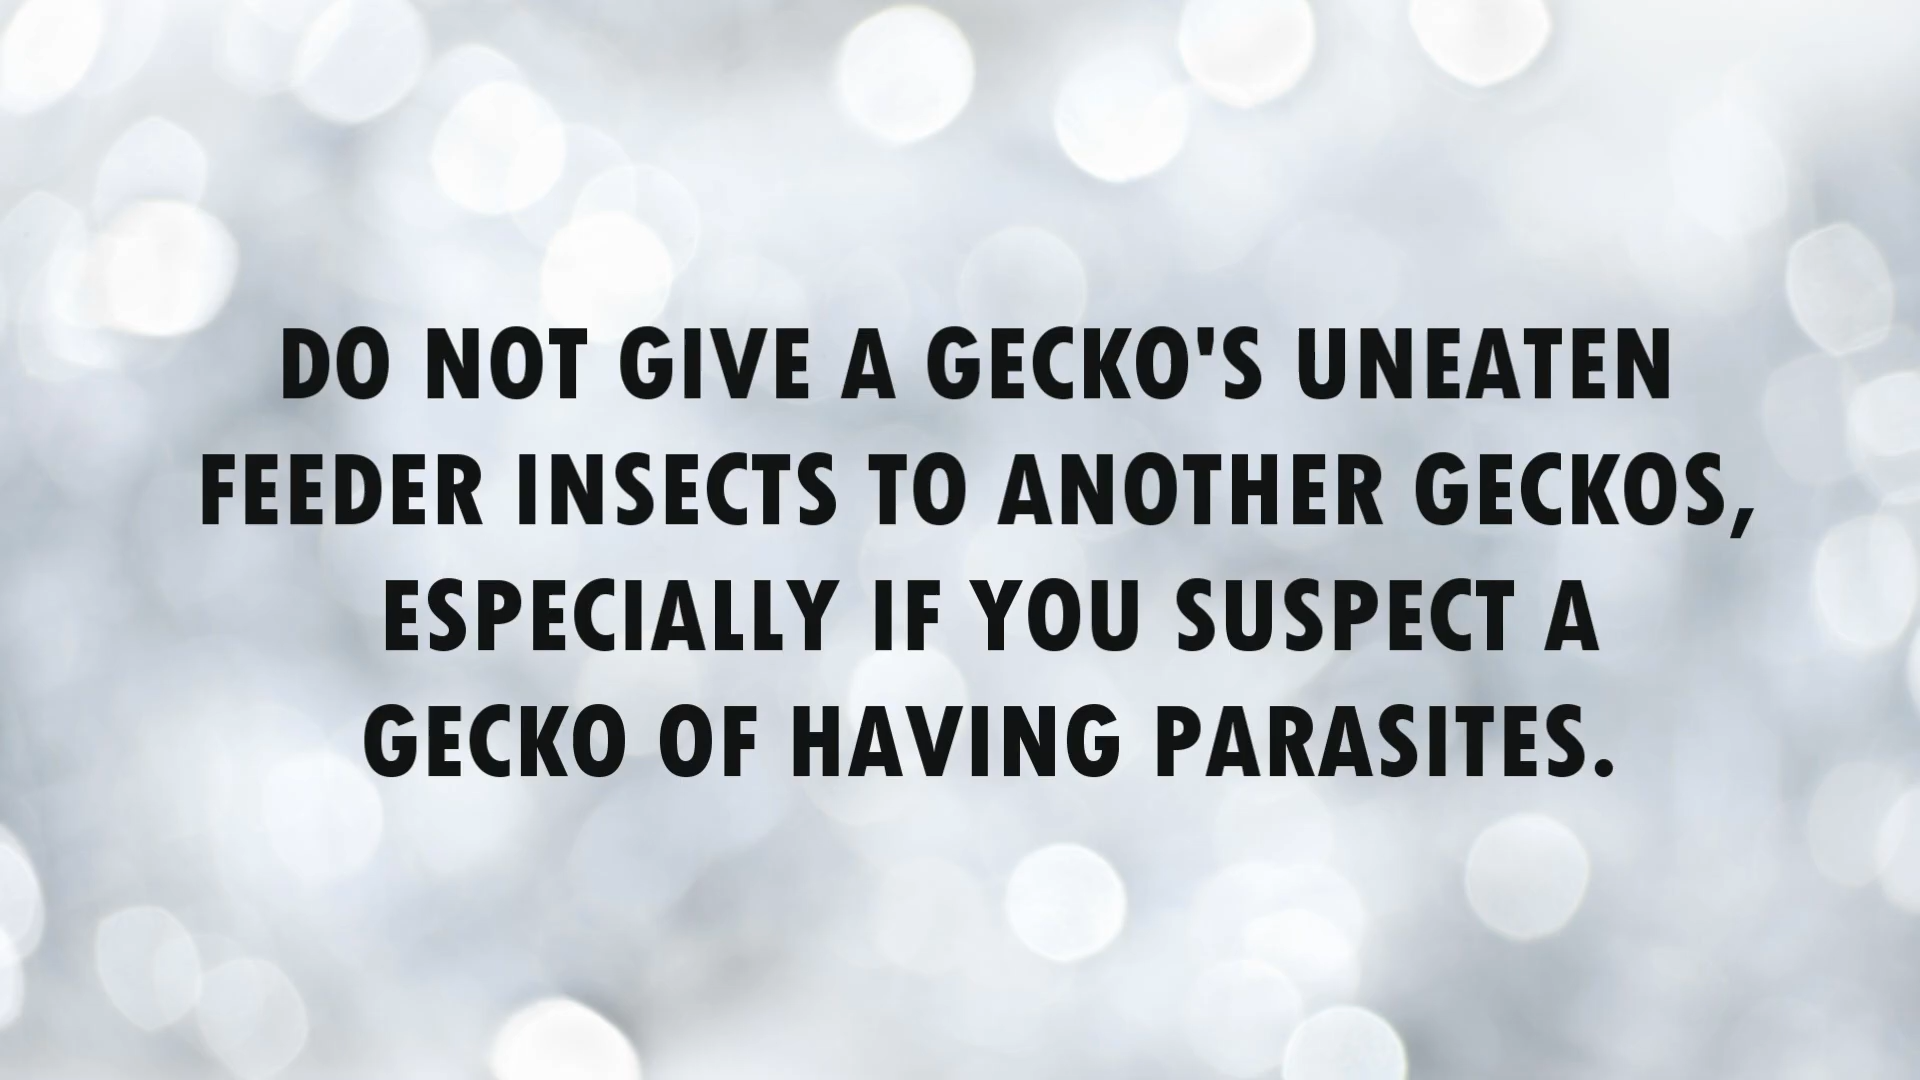 DO NOT GIVE A GECKO'S UNEATEN
FEEDER INSECTS TO ANOTHER GECKOS,
ESPECIALLY IF YOU SUSPECT A
GECKO OF HAVING PARASITES.